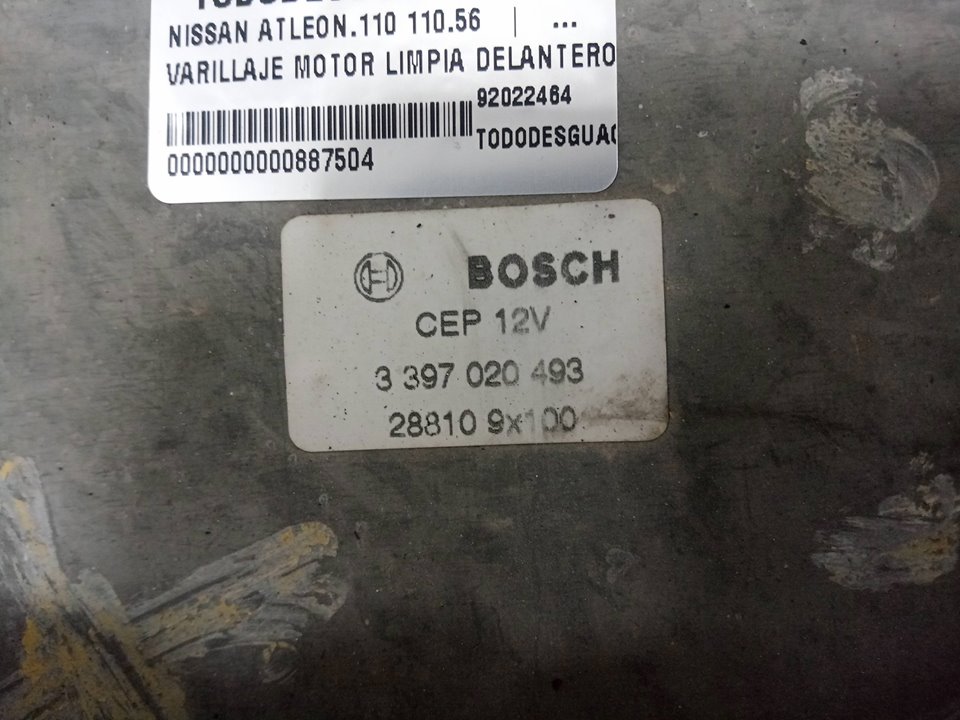 NISSAN ATLEON.110 110.56 | ...
VARILLAJE MOTOR LIMPIA DELANTERO
92022464
TODODESGUAC
0000000000887504
BOSCH
CEP 12V
3 397 020 493
28810 9x100